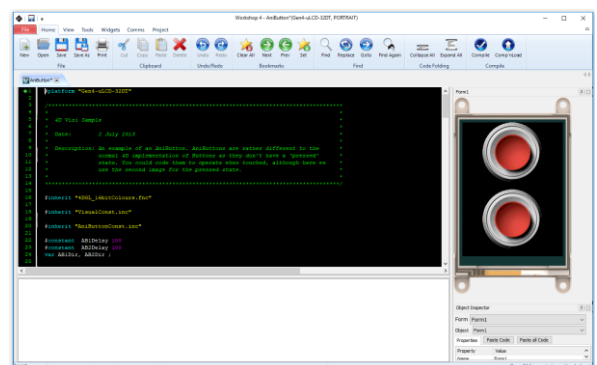 Workshop 4 - AniButton*(Gen4-uLCD-32DT, PORTRAIT)
File Home View Tools Widgets Comms Project
New Open Save Save As Print Cut Copy Paste Delete Undo Redo Clear All Next Prev Set Find Replace Goto Find Again Collapse All Expand All Compile Comp'nLoad
File Clipboard Undo/Redo Bookmarks Find Code Folding Compile
AniButton*
Form1
#platform "Gen4-uLCD-32DT"
* 4D Visi Sample
* Date: 2 July 2013
* Description: An example of an AniButton. AniButtons are rather different to the
* normal 4D implementation of Buttons as they don't have a "pressed"
* state. You could code them to operate when touched, although here we
* use the second image for the pressed state.
#inherit "4DGL_16bitColours.fnc"
#inherit "VisualConst.inc"
#inherit "AniButtonConst.inc"
#constant AB1Delay 100
#constant AB2Delay 100
var AB1Dir, AB2Dir ;
Object Inspector
Form Form1
Object Form1
Properties Paste Code Paste all Code
Property Value
Name Form1